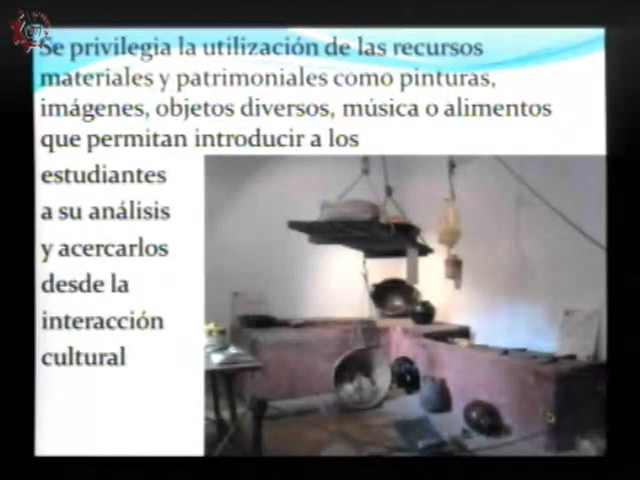 Se privilegia la utilización de las recursos
materiales y patrimoniales como pinturas,
imágenes, objetos diversos, música o alimentos
que permitan introducir a los
estudiantes
a su análisis
y acercarlos
desde la
interacción
cultural